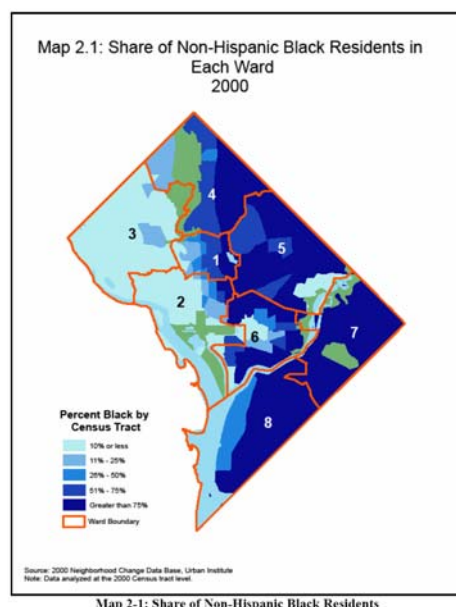 Map 2.1: Share of Non-Hispanic Black Residents in
Each Ward
2000
4
3
5
1
2
7
6
8
Percent Black by
Census Tract
10% or less
11% - 25%
26% - 50%
51% - 75%
Greater than 75%
Ward Boundary
Source: 2000 Neighborhood Change Data Base, Urban Institute
Note: Data analyzed at the 2000 Census tract level.
Map 2-1: Share of Non-Hispanic Black Residents